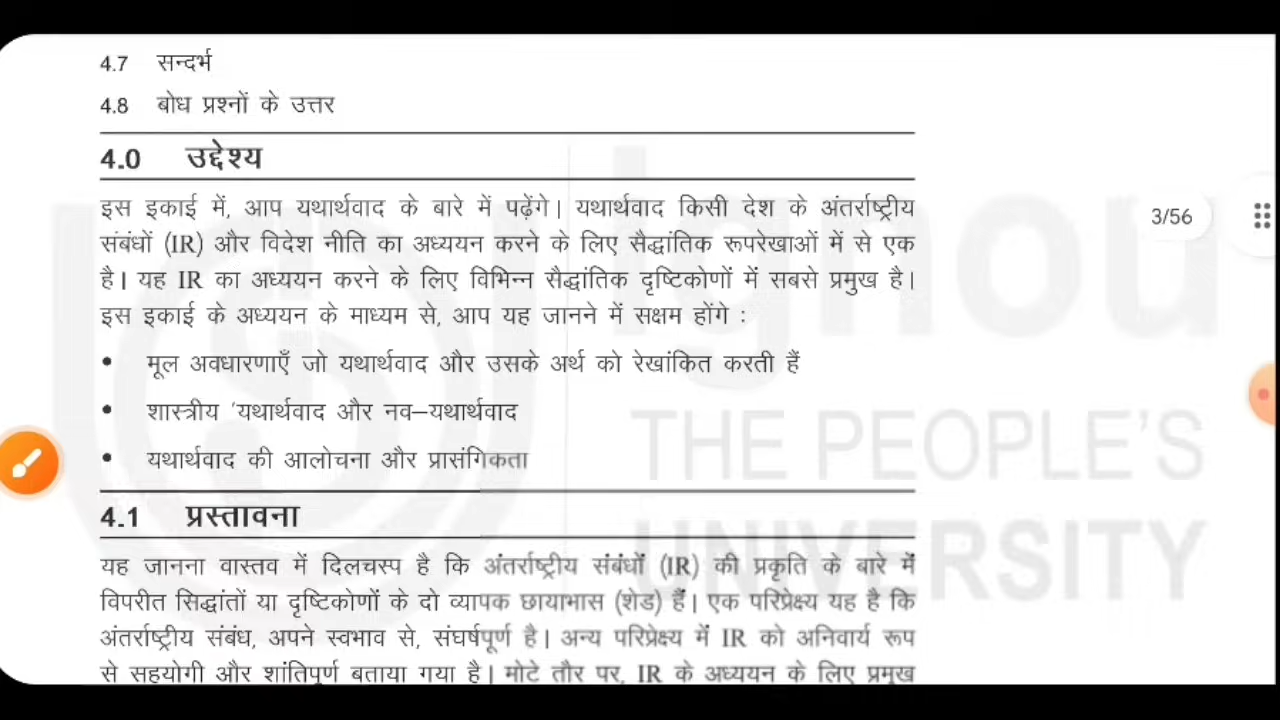 4.7 सन्दर्भ
4.8 बोध प्रश्नों के उत्तर
4.0 उद्देश्य
इस इकाई में, आप यथार्थवाद के बारे में पढ़ेंगे। यथार्थवाद किसी देश के अंतर्राष्ट्रीय
संबंधों (IR) और विदेश नीति का अध्ययन करने के लिए सैद्धांतिक रूपरेखाओं में से एक
है। यह IR का अध्ययन करने के लिए विभिन्न सैद्धांतिक दृष्टिकोणों में सबसे प्रमुख है।
इस इकाई के अध्ययन के माध्यम से, आप यह जानने में सक्षम होंगे :
• मूल अवधारणाएँ जो यथार्थवाद और उसके अर्थ को रेखांकित करती हैं
• शास्त्रीय ‘यथार्थवाद और नव–यथार्थवाद
• यथार्थवाद की आलोचना और प्रासंगिकता
4.1 प्रस्तावना
यह जानना वास्तव में दिलचस्प है कि अंतर्राष्ट्रीय संबंधों (IR) की प्रकृति के बारे में
विपरीत सिद्धांतों या दृष्टिकोणों के दो व्यापक छायाभास (शेड) हैं। एक परिप्रेक्ष्य यह है कि
अंतर्राष्ट्रीय संबंध, अपने स्वभाव से, संघर्षपूर्ण है। अन्य परिप्रेक्ष्य में IR को अनिवार्य रूप
से सहयोगी और शांतिपूर्ण बताया गया है। मोटे तौर पर, IR के अध्ययन के लिए प्रमुख
3/56
ignou
THE PEOPLE'S
UNIVERSITY